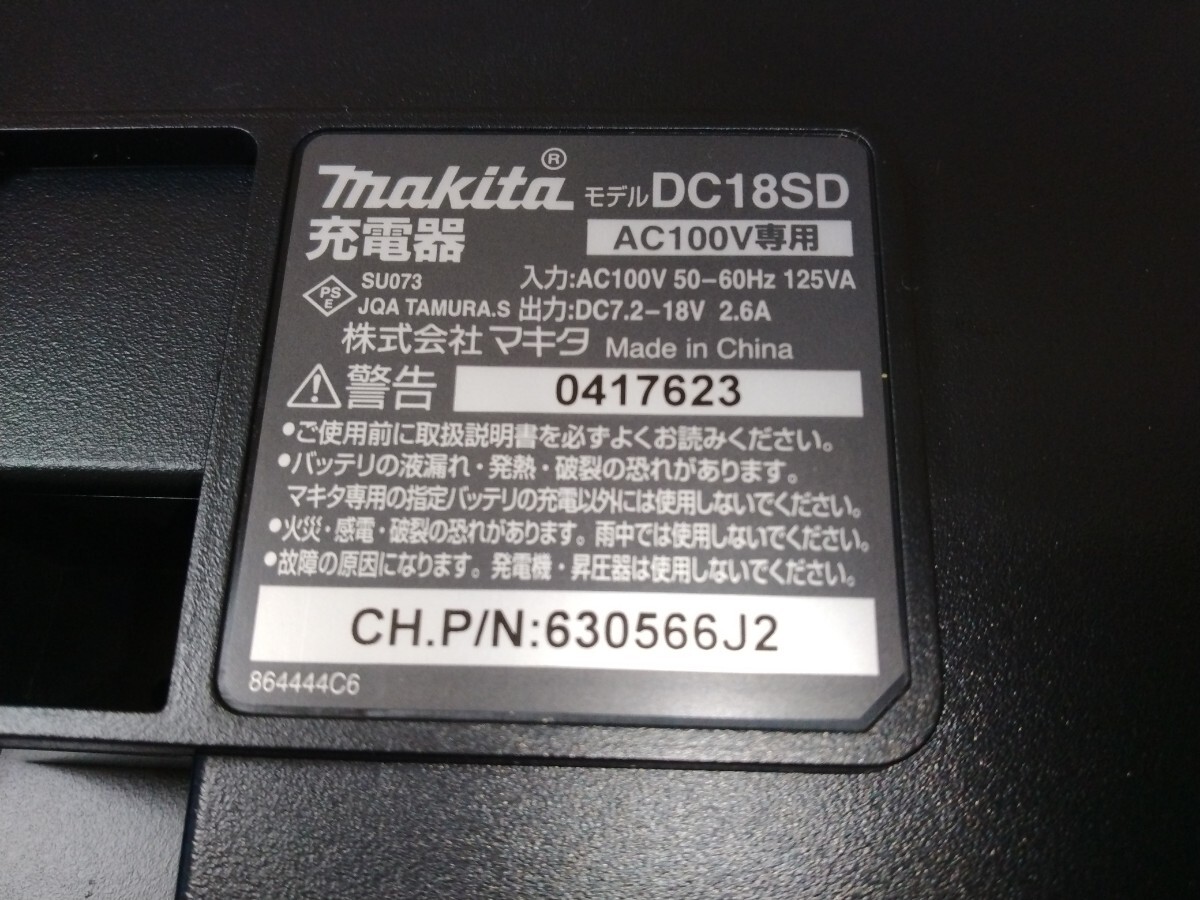 makita® モデル DC18SD
充電器 AC100V専用
PSE SU073 入力:AC100V 50-60Hz 125VA
JQA TAMURA.S 出力:DC7.2-18V 2.6A
株式会社 マキタ Made in China
警告 0417623
•ご使用前に取扱説明書を必ずよくお読みください。
•バッテリの液漏れ・発熱・破裂の恐れがあります。
マキタ専用の指定バッテリの充電以外には使用しないでください。
•火災・感電・破裂の恐れがあります。雨中では使用しないでください。
•故障の原因になります。発電機・昇圧器は使用しないでください。
CH.P/N:630566J2
864444C6